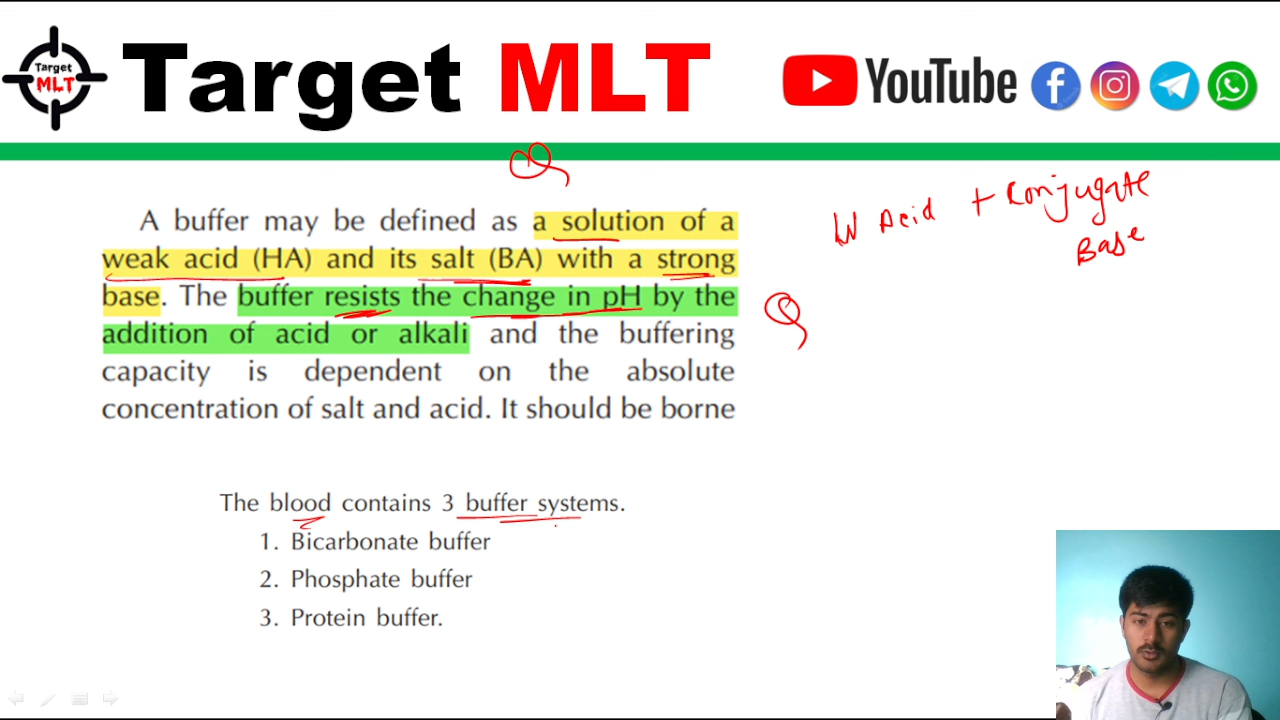 Target
MLT
Target MLT
YouTube
Q
W Acid + Conjugate
Base
A buffer may be defined as a solution of a
weak acid (HA) and its salt (BA) with a strong
base. The buffer resists the change in pH by the
addition of acid or alkali and the buffering
capacity is dependent on the absolute
concentration of salt and acid. It should be borne
Q
The blood contains 3 buffer systems.
1. Bicarbonate buffer
2. Phosphate buffer
3. Protein buffer.